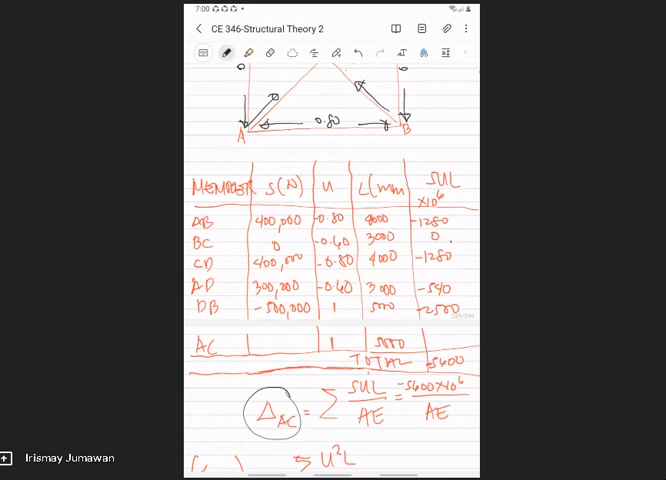 7:00
CE 346-Structural Theory 2
A 0.80 B
MEMBER S(N) U L(mm SUL x10⁶
AB 400,000 -0.80 4000 -1280
BC 0 -0.60 3000 0
CD 400,000 -0.80 4000 -1280
AD 300,000 -0.60 3000 -540
DB -500,000 1 5000 -2500
AC 1 5000
TOTAL -5600
Δ AC = Σ SUL/AE = -5600x10⁶/AE
U²L
Irismay Jumawan